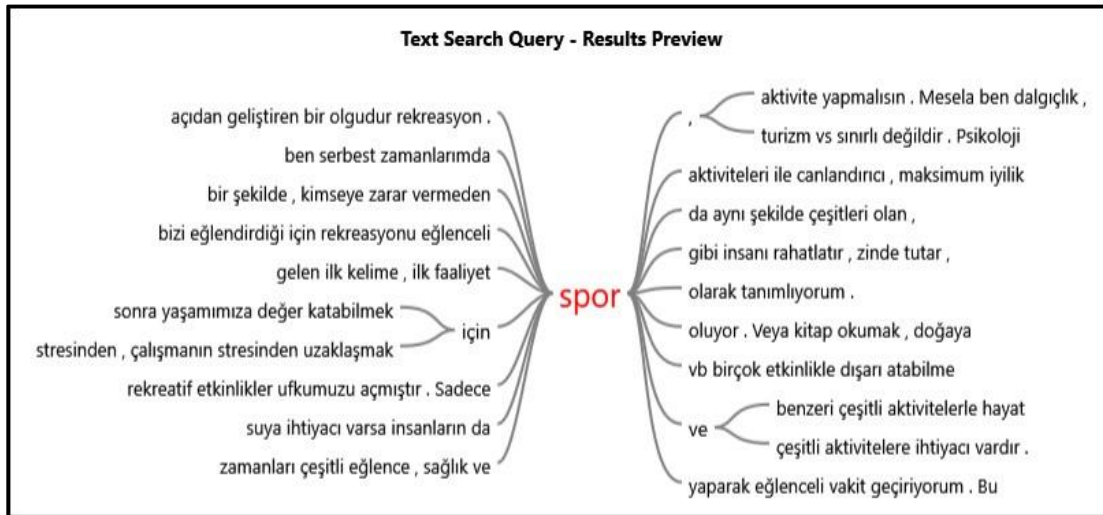 Text Search Query - Results Preview
açıdan geliştiren bir olgudur rekreasyon .
ben serbest zamanlarımda
bir şekilde , kimseye zarar vermeden
bizi eğlendirdiği için rekreasyonu eğlenceli
gelen ilk kelime , ilk faaliyet
sonra yaşamımıza değer katabilmek
stresinden , çalışmanın stresinden uzaklaşmak
için
rekreatif etkinlikler ufkumuzu açmıştır . Sadece
suya ihtiyacı varsa insanların da
zamanları çeşitli eğlence , sağlık ve
spor
,
aktivite yapmalısın . Mesela ben dalgıçlık ,
turizm vs sınırlı değildir . Psikoloji
aktiviteleri ile canlandırıcı , maksimum iyilik
da aynı şekilde çeşitleri olan ,
gibi insanı rahatlatır , zinde tutar ,
olarak tanımlıyorum .
oluyor . Veya kitap okumak , doğaya
vb birçok etkinlikle dışarı atabilme
ve
benzeri çeşitli aktivitelerle hayat
çeşitli aktivitelere ihtiyacı vardır .
yaparak eğlenceli vakit geçiriyorum . Bu